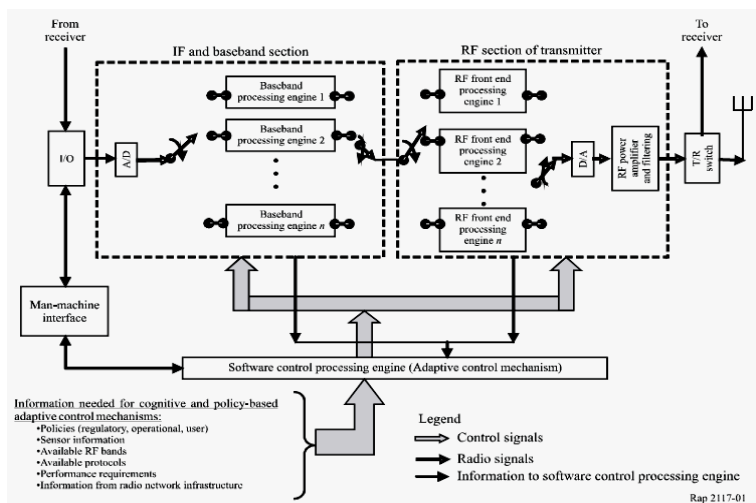 From
receiver
To
receiver
IF and baseband section
RF section of transmitter
I/O
A/D
Baseband
processing engine 1
Baseband
processing engine 2
Baseband
processing engine n
RF front end
processing
engine 1
RF front end
processing
engine 2
RF front end
processing
engine n
D/A
RF power
amplifier
and filtering
T/R
switch
Man-machine
interface
Software control processing engine (Adaptive control mechanism)
Information needed for cognitive and policy-based
adaptive control mechanisms:
•Policies (regulatory, operational, user)
•Sensor information
•Available RF bands
•Available protocols
•Performance requirements
•Information from radio network infrastructure
Legend
Control signals
Radio signals
Information to software control processing engine
Rap 2117-01